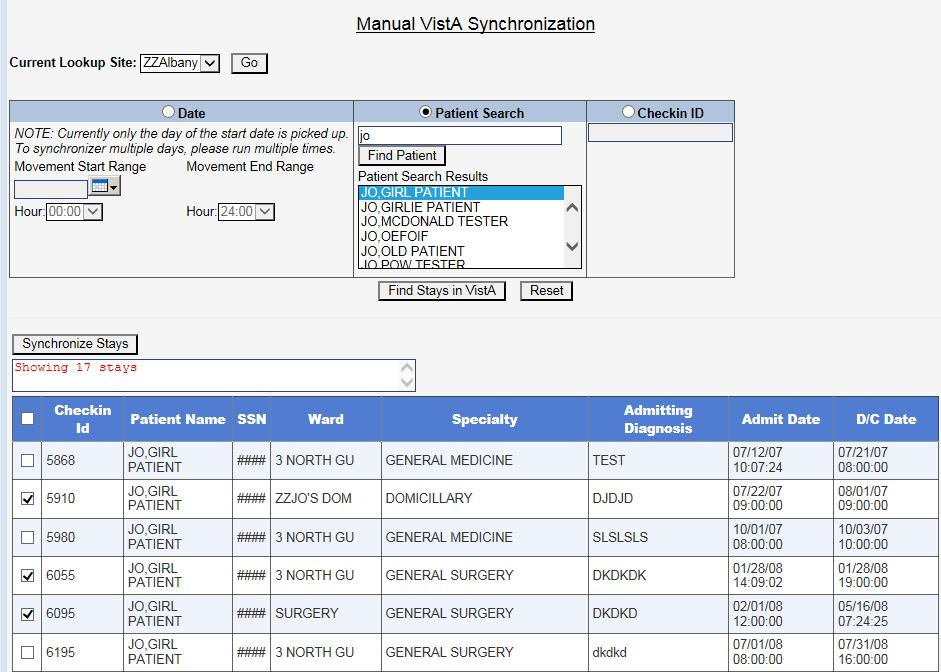 Manual VistA Synchronization
Current Lookup Site: ZZAlbany Go
Date
NOTE: Currently only the day of the start date is picked up.
To synchronizer multiple days, please run multiple times.
Movement Start Range Movement End Range
Hour: 00:00 Hour: 24:00
Patient Search
jo
Find Patient
Patient Search Results
JO,GIRL PATIENT
JO,GIRLIE PATIENT
JO,MCDONALD TESTER
JO,OEFOIF
JO,OLD PATIENT
JO,POW TESTER
Checkin ID
Find Stays in VistA Reset
Synchronize Stays
Showing 17 stays
Checkin Id Patient Name SSN Ward Specialty Admitting Diagnosis Admit Date D/C Date
5868 JO,GIRL PATIENT #### 3 NORTH GU GENERAL MEDICINE TEST 07/12/07 10:07:24 07/21/07 08:00:00
5910 JO,GIRL PATIENT #### ZZJO'S DOM DOMICILLARY DJDJD 07/22/07 09:00:00 08/01/07 09:00:00
5980 JO,GIRL PATIENT #### 3 NORTH GU GENERAL MEDICINE SLSLSLS 10/01/07 08:00:00 10/03/07 10:00:00
6055 JO,GIRL PATIENT #### 3 NORTH GU GENERAL SURGERY DKDKDK 01/28/08 14:09:02 01/28/08 19:00:00
6095 JO,GIRL PATIENT #### SURGERY GENERAL SURGERY DKDKD 02/01/08 12:00:00 05/16/08 07:24:25
6195 JO,GIRL PATIENT #### 3 NORTH GU GENERAL SURGERY dkdkd 07/01/08 08:00:00 07/31/08 16:00:00